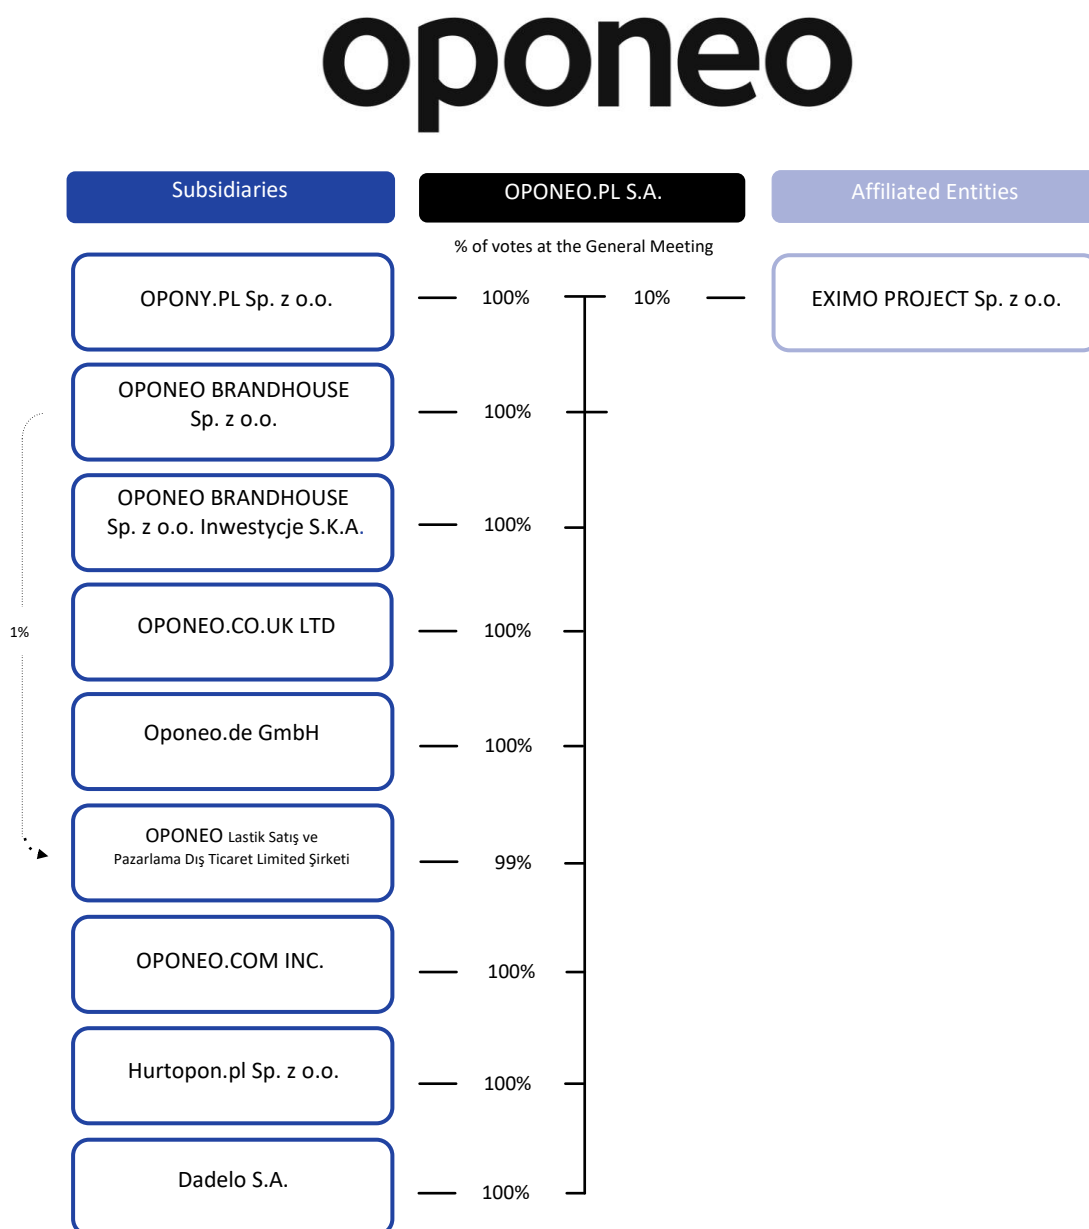 oponeo
Subsidiaries
OPONEO.PL S.A.
Affiliated Entities
% of votes at the General Meeting
OPONY.PL Sp. z o.o.
100%
10%
EXIMO PROJECT Sp. z o.o.
OPONEO BRANDHOUSE
Sp. z o.o.
100%
OPONEO BRANDHOUSE
Sp. z o.o. Inwestycje S.K.A.
100%
1%
OPONEO.CO.UK LTD
100%
Oponeo.de GmbH
100%
OPONEO Lastik Satış ve
Pazarlama Dış Ticaret Limited Şirketi
99%
OPONEO.COM INC.
100%
Hurtopon.pl Sp. z o.o.
100%
Dadelo S.A.
100%